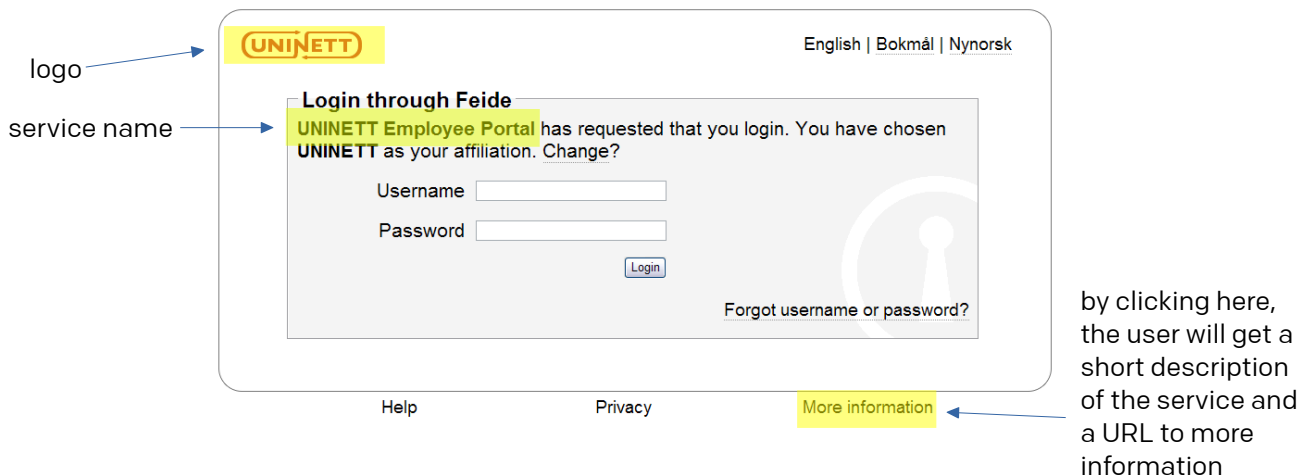 UNINETT
English | Bokmål | Nynorsk
logo
Login through Feide
service name
UNINETT Employee Portal has requested that you login. You have chosen
UNINETT as your affiliation. Change?
Username
Password
Login
Forgot username or password?
by clicking here,
the user will get a
short description
of the service and
a URL to more
information
Help
Privacy
More information